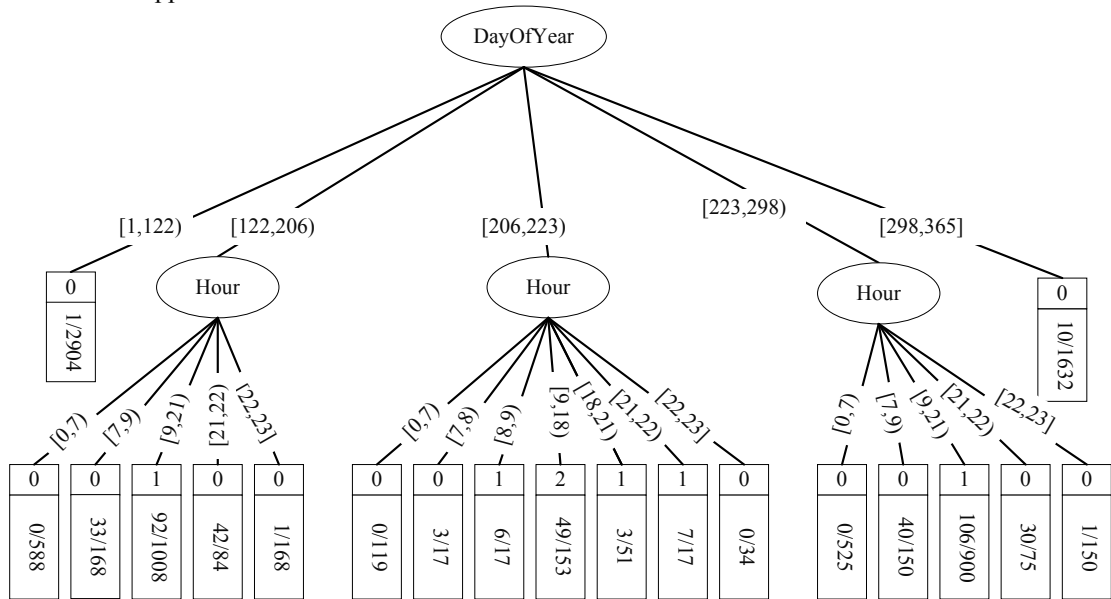 DayOfYear
[1,122) [122,206) [206,223) [223,298) [298,365]
0 Hour Hour Hour 0
1/2904 10/1632
[0,7) [7,9) [9,21) [21,22) [22,23] [0,7) [7,8) [8,9) [9,18) [18,21) [21,22) [22,23] [0,7) [7,9) [9,21) [21,22) [22,23]
0 0 1 0 0 0 0 1 2 1 1 0 0 0 1 0 0
0/588 33/168 92/1008 42/84 1/168 0/119 3/17 6/17 49/153 3/51 7/17 0/34 0/525 40/150 106/900 30/75 1/150